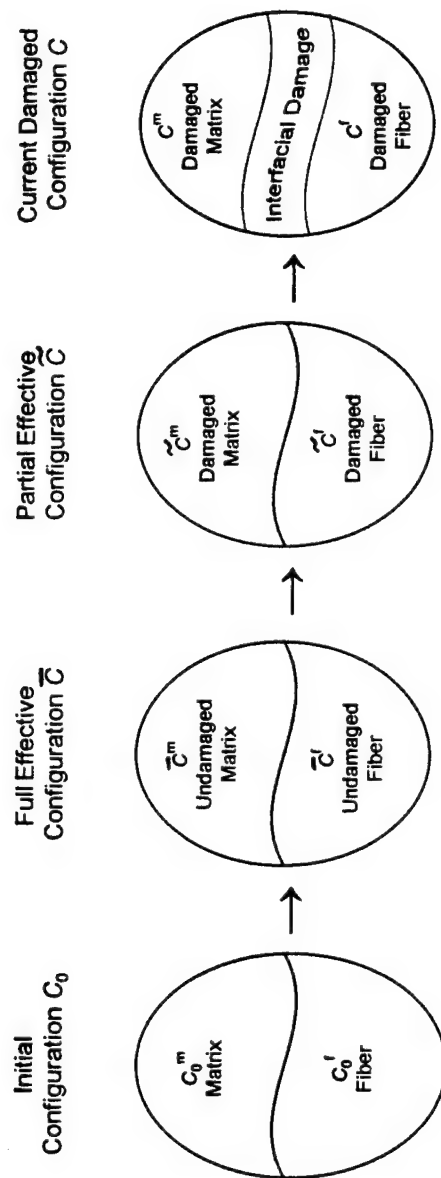 Initial
Configuration C₀
C₀ᵐ
Matrix
C₀ᶠ
Fiber
Full Effective
Configuration C̅
C̅ᵐ
Undamaged
Matrix
C̅ᶠ
Undamaged
Fiber
Partial Effective
Configuration C̃
C̃ᵐ
Damaged
Matrix
C̃ᶠ
Damaged
Fiber
Current Damaged
Configuration C
Cᵐ
Damaged
Matrix
Interfacial Damage
Cᶠ
Damaged
Fiber